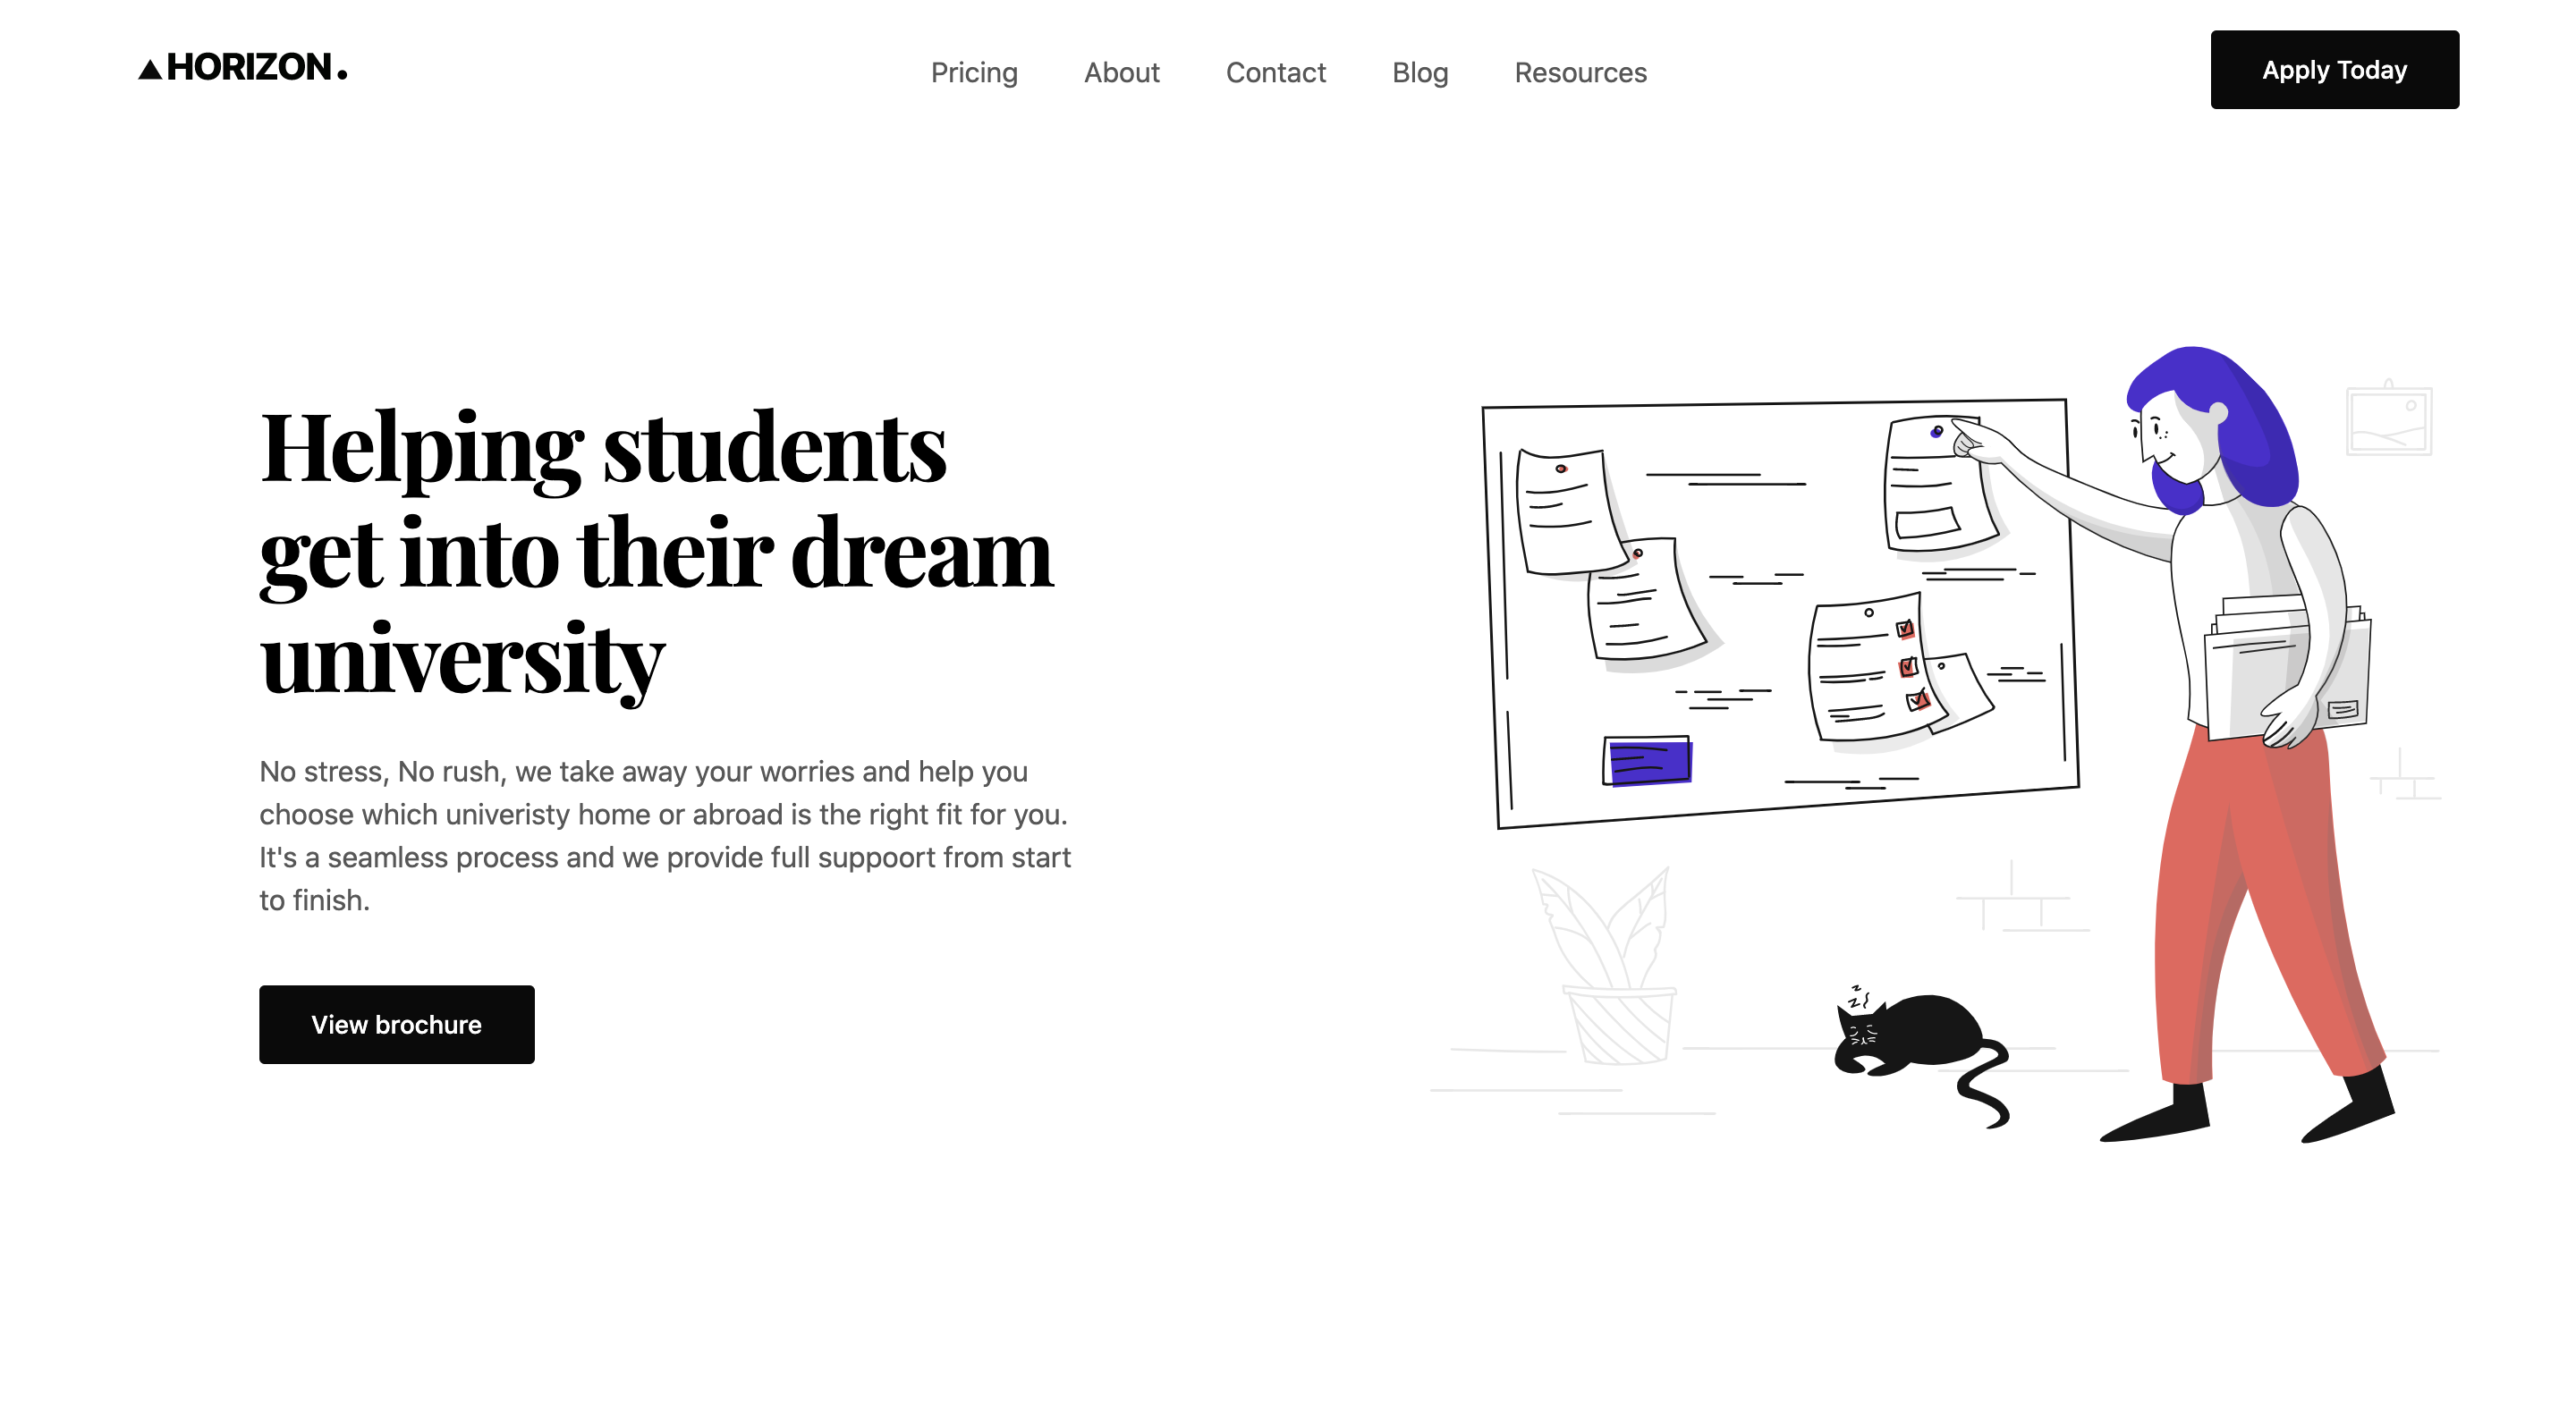 HORIZON.
Pricing
About
Contact
Blog
Resources
Apply Today
Helping students
get into their dream
university
No stress, No rush, we take away your worries and help you
choose which univeristy home or abroad is the right fit for you.
It's a seamless process and we provide full suppoort from start
to finish.
View brochure